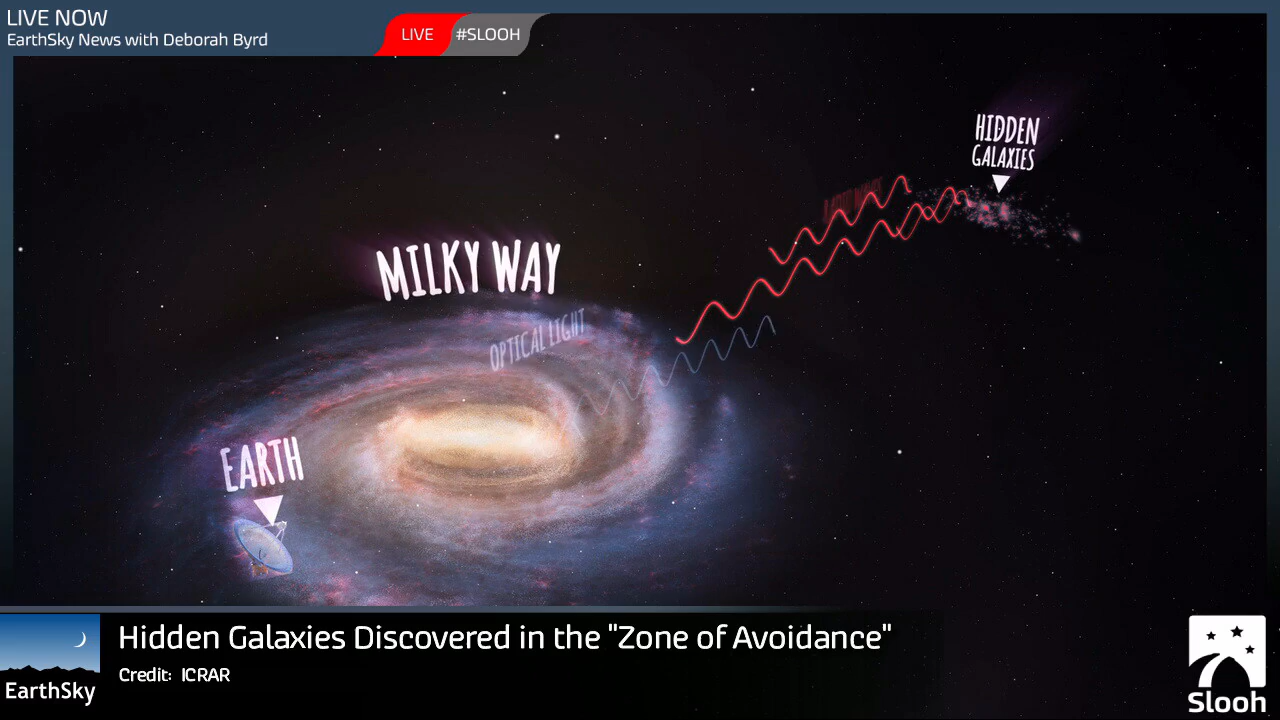 LIVE NOW
EarthSky News with Deborah Byrd
LIVE
#SLOOH
HIDDEN
GALAXIES
MILKY WAY
OPTICAL LIGHT
EARTH
Hidden Galaxies Discovered in the "Zone of Avoidance"
Credit: ICRAR
EarthSky
Slooh